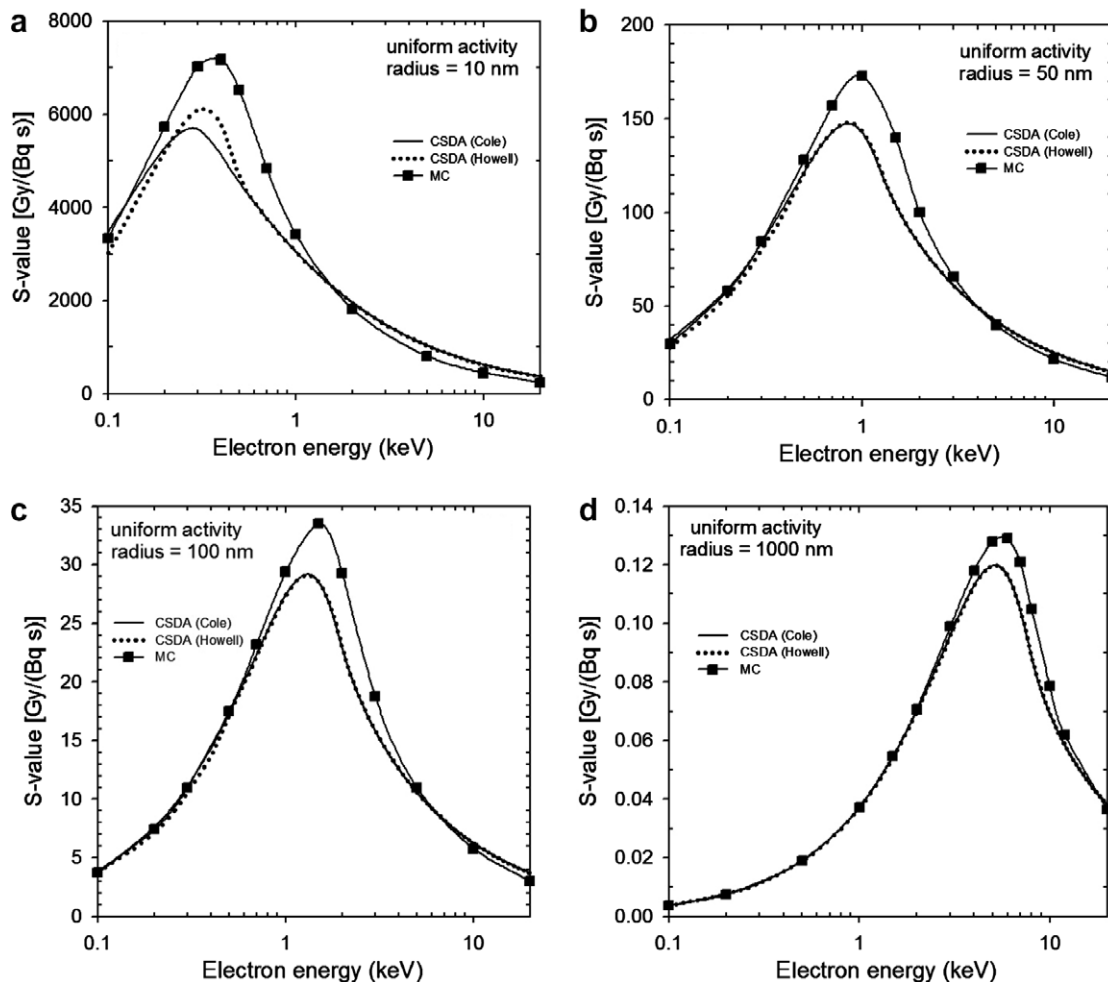 a
uniform activity
radius = 10 nm
CSDA (Cole)
CSDA (Howell)
MC
S-value [Gy/(Bq s)]
8000
6000
4000
2000
0
0.1 1 10
Electron energy (keV)
b
uniform activity
radius = 50 nm
CSDA (Cole)
CSDA (Howell)
MC
S-value [Gy/(Bq s)]
200
150
100
50
0
0.1 1 10
Electron energy (keV)
c
uniform activity
radius = 100 nm
CSDA (Cole)
CSDA (Howell)
MC
S-value [Gy/(Bq s)]
35
30
25
20
15
10
5
0
0.1 1 10
Electron energy (keV)
d
uniform activity
radius = 1000 nm
CSDA (Cole)
CSDA (Howell)
MC
S-value [Gy/(Bq s)]
0.14
0.12
0.10
0.08
0.06
0.04
0.02
0.00
0.1 1 10
Electron energy (keV)